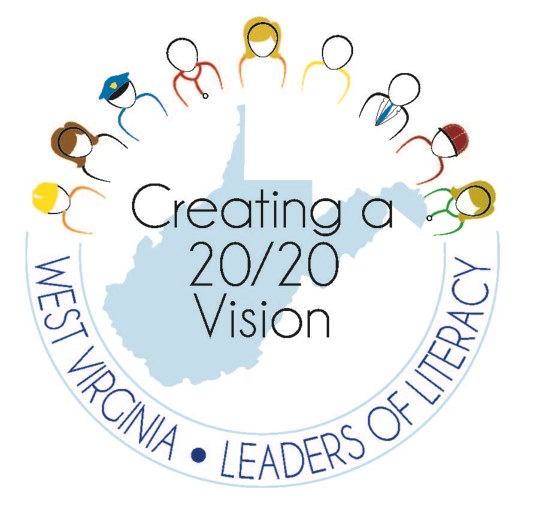 Creating a
20/20
Vision
WEST VIRGINIA • LEADERS OF LITERACY